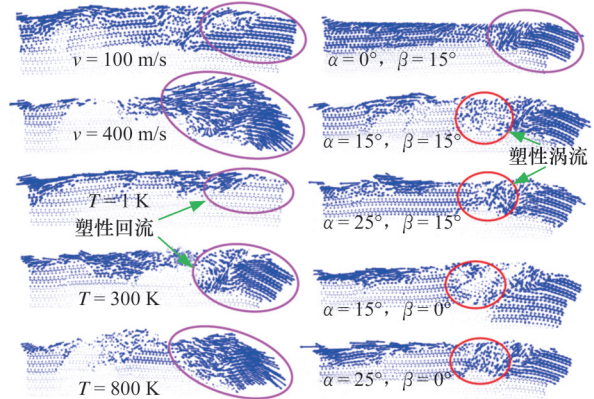 v = 100 m/s
v = 400 m/s
T = 1 K
塑性回流
T = 300 K
T = 800 K
α = 0°，β = 15°
α = 15°，β = 15°
塑性涡流
α = 25°，β = 15°
α = 15°，β = 0°
α = 25°，β = 0°